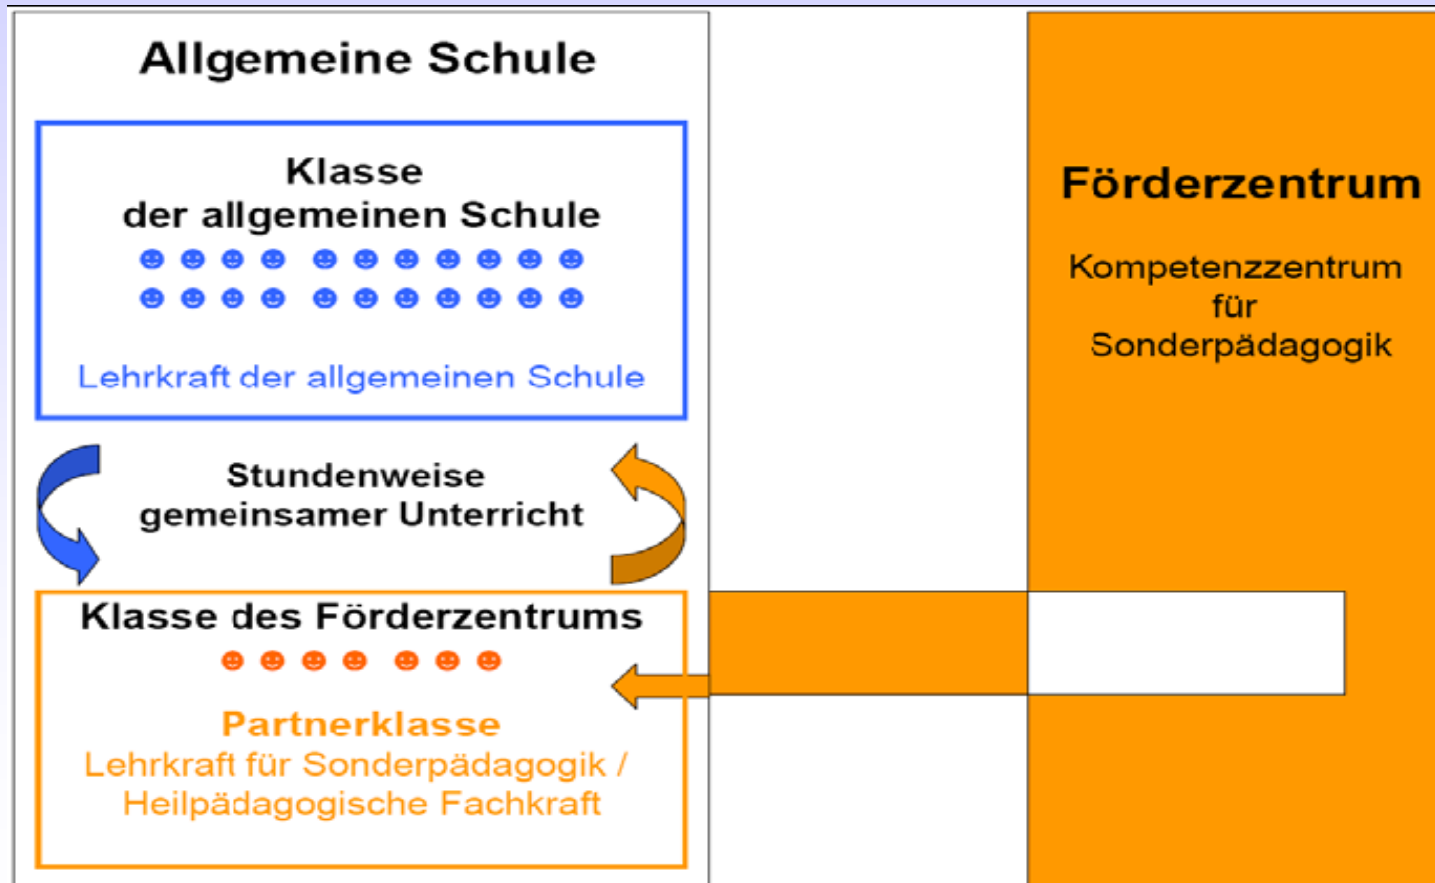 Allgemeine Schule
Klasse
der allgemeinen Schule
Lehrkraft der allgemeinen Schule
Stundenweise
gemeinsamer Unterricht
Klasse des Förderzentrums
Partnerklasse
Lehrkraft für Sonderpädagogik /
Heilpädagogische Fachkraft
Förderzentrum
Kompetenzzentrum
für
Sonderpädagogik